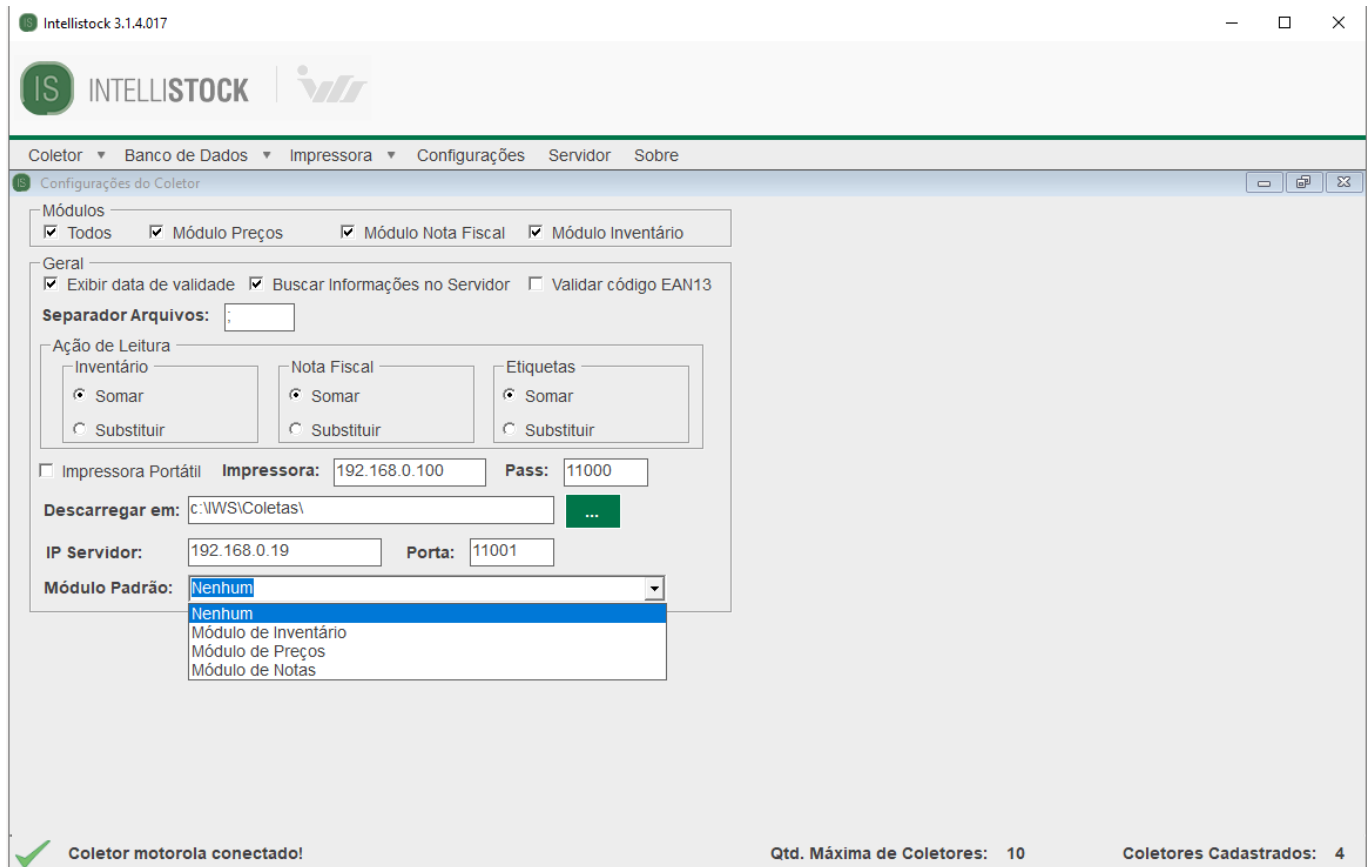 IS Intellistock 3.1.4.017
IS INTELLISTOCK iws
Coletor Banco de Dados Impressora Configurações Servidor Sobre
IS Configurações do Coletor
Módulos
Todos Módulo Preços Módulo Nota Fiscal Módulo Inventário
Geral
Exibir data de validade Buscar Informações no Servidor Validar código EAN13
Separador Arquivos: ;
Ação de Leitura
Inventário Nota Fiscal Etiquetas
Somar Somar Somar
Substituir Substituir Substituir
Impressora Portátil Impressora: 192.168.0.100 Pass: 11000
Descarregar em: c:\IWS\Coletas\ ...
IP Servidor: 192.168.0.19 Porta: 11001
Módulo Padrão: Nenhum
Nenhum
Módulo de Inventário
Módulo de Preços
Módulo de Notas
Coletor motorola conectado! Qtd. Máxima de Coletores: 10 Coletores Cadastrados: 4